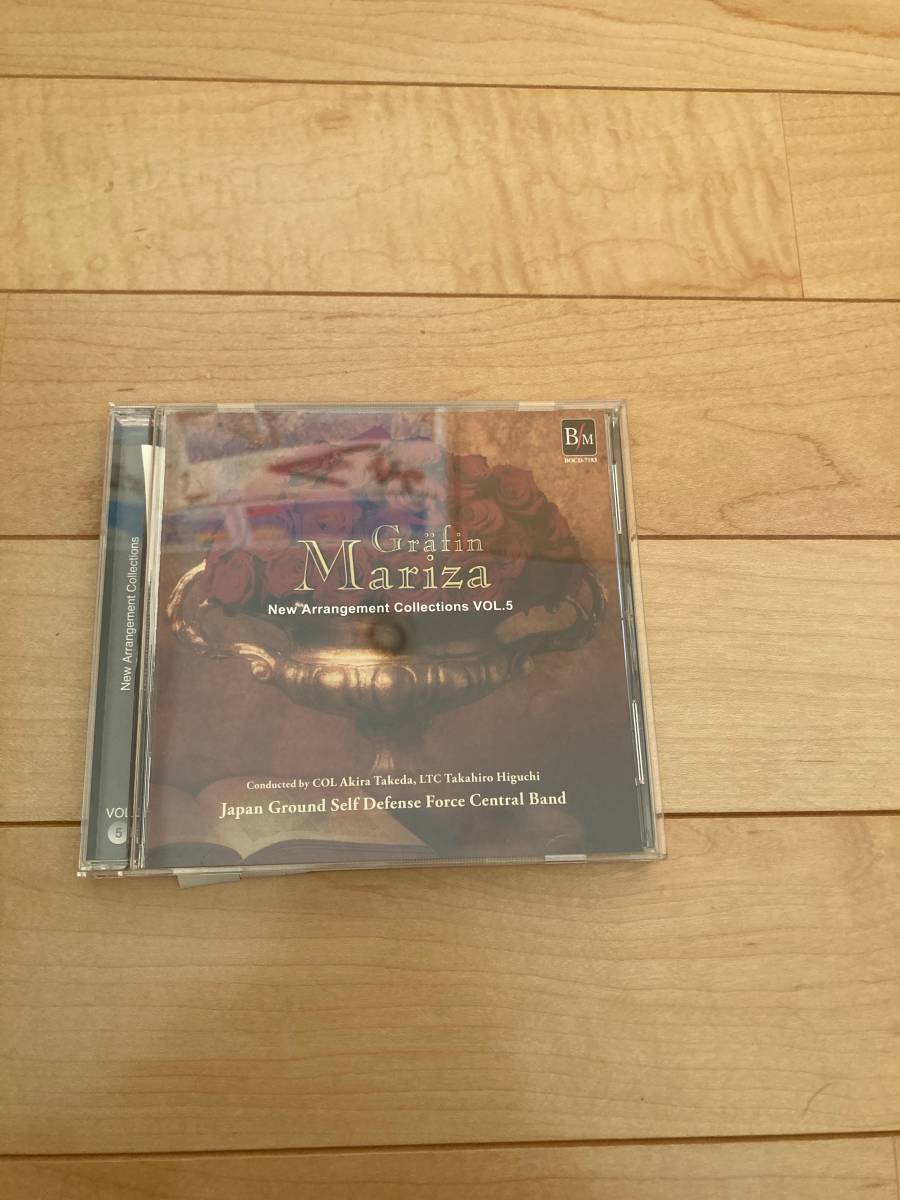 BfM
BOCD-7183
Gräfin
Mariza
New Arrangement Collections VOL.5
Conducted by COL Akira Takeda, LTC Takahiro Higuchi
Japan Ground Self Defense Force Central Band
New Arrangement Collections
VOL.
5